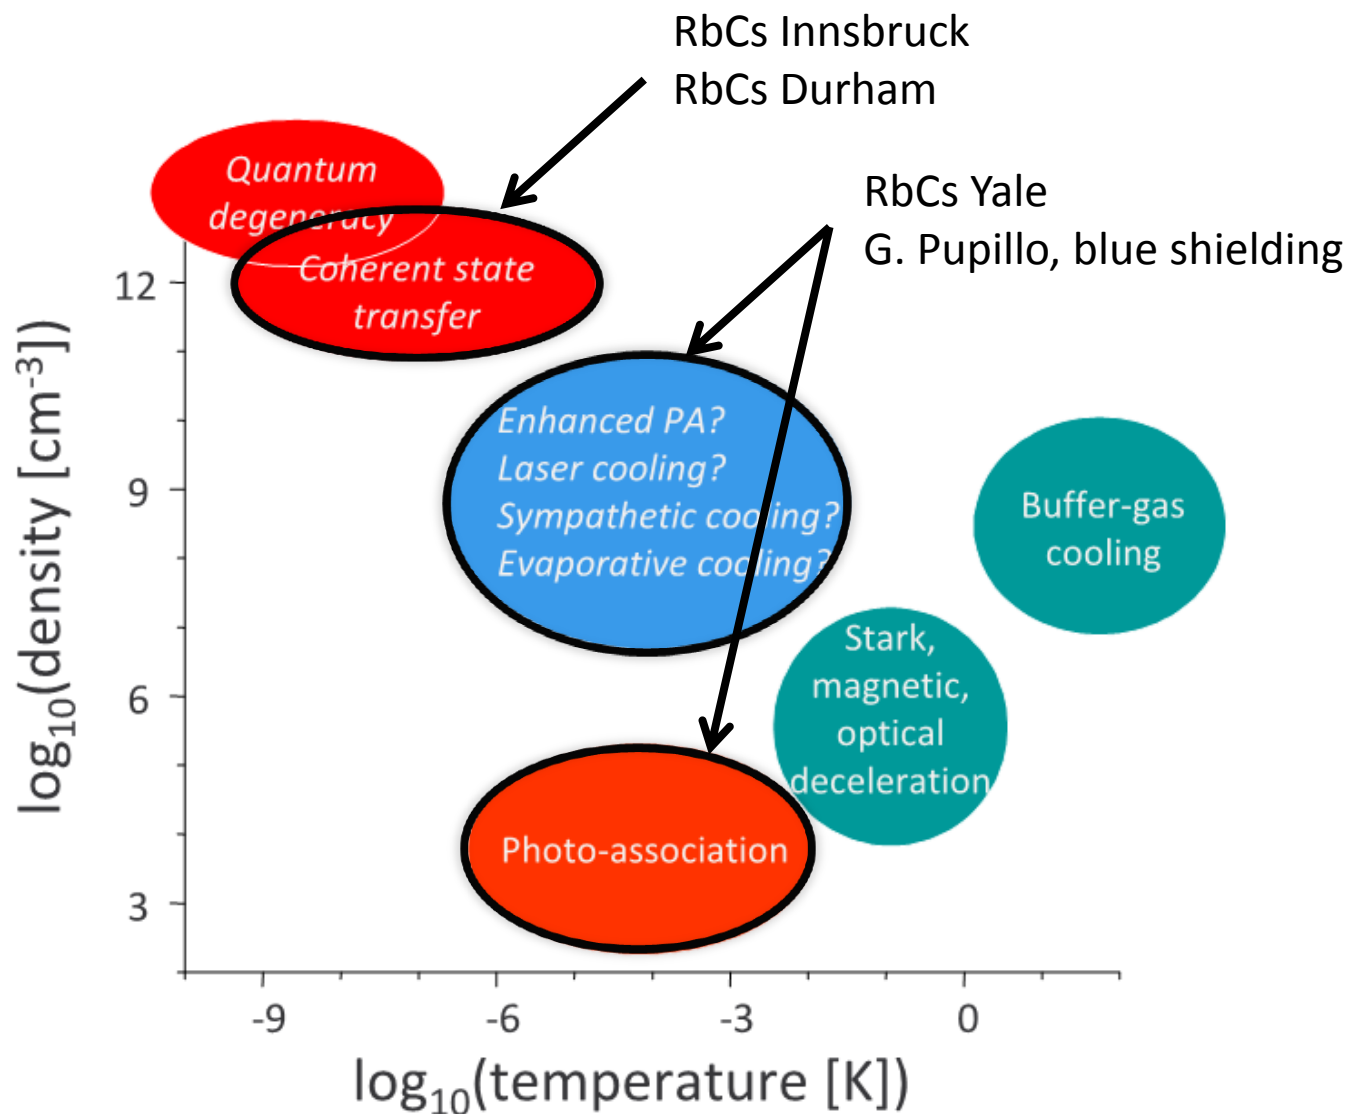 RbCs Innsbruck
RbCs Durham
RbCs Yale
G. Pupillo, blue shielding
Quantum
degeneracy
Coherent state
transfer
Enhanced PA?
Laser cooling?
Sympathetic cooling?
Evaporative cooling?
Buffer-gas
cooling
Stark,
magnetic,
optical
deceleration
Photo-association
12
9
6
3
log₁₀(density [cm⁻³])
-9
-6
-3
0
log₁₀(temperature [K])